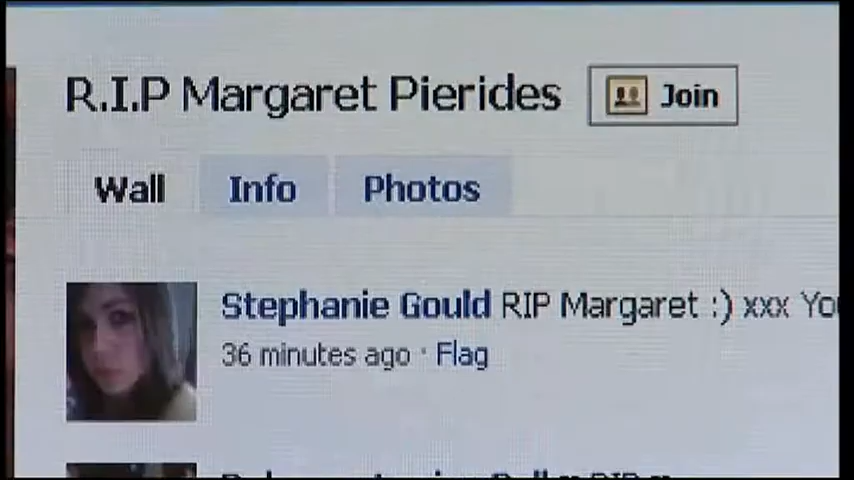 R.I.P Margaret Pierides
Join
Wall Info Photos
Stephanie Gould RIP Margaret :) xxx
36 minutes ago · Flag